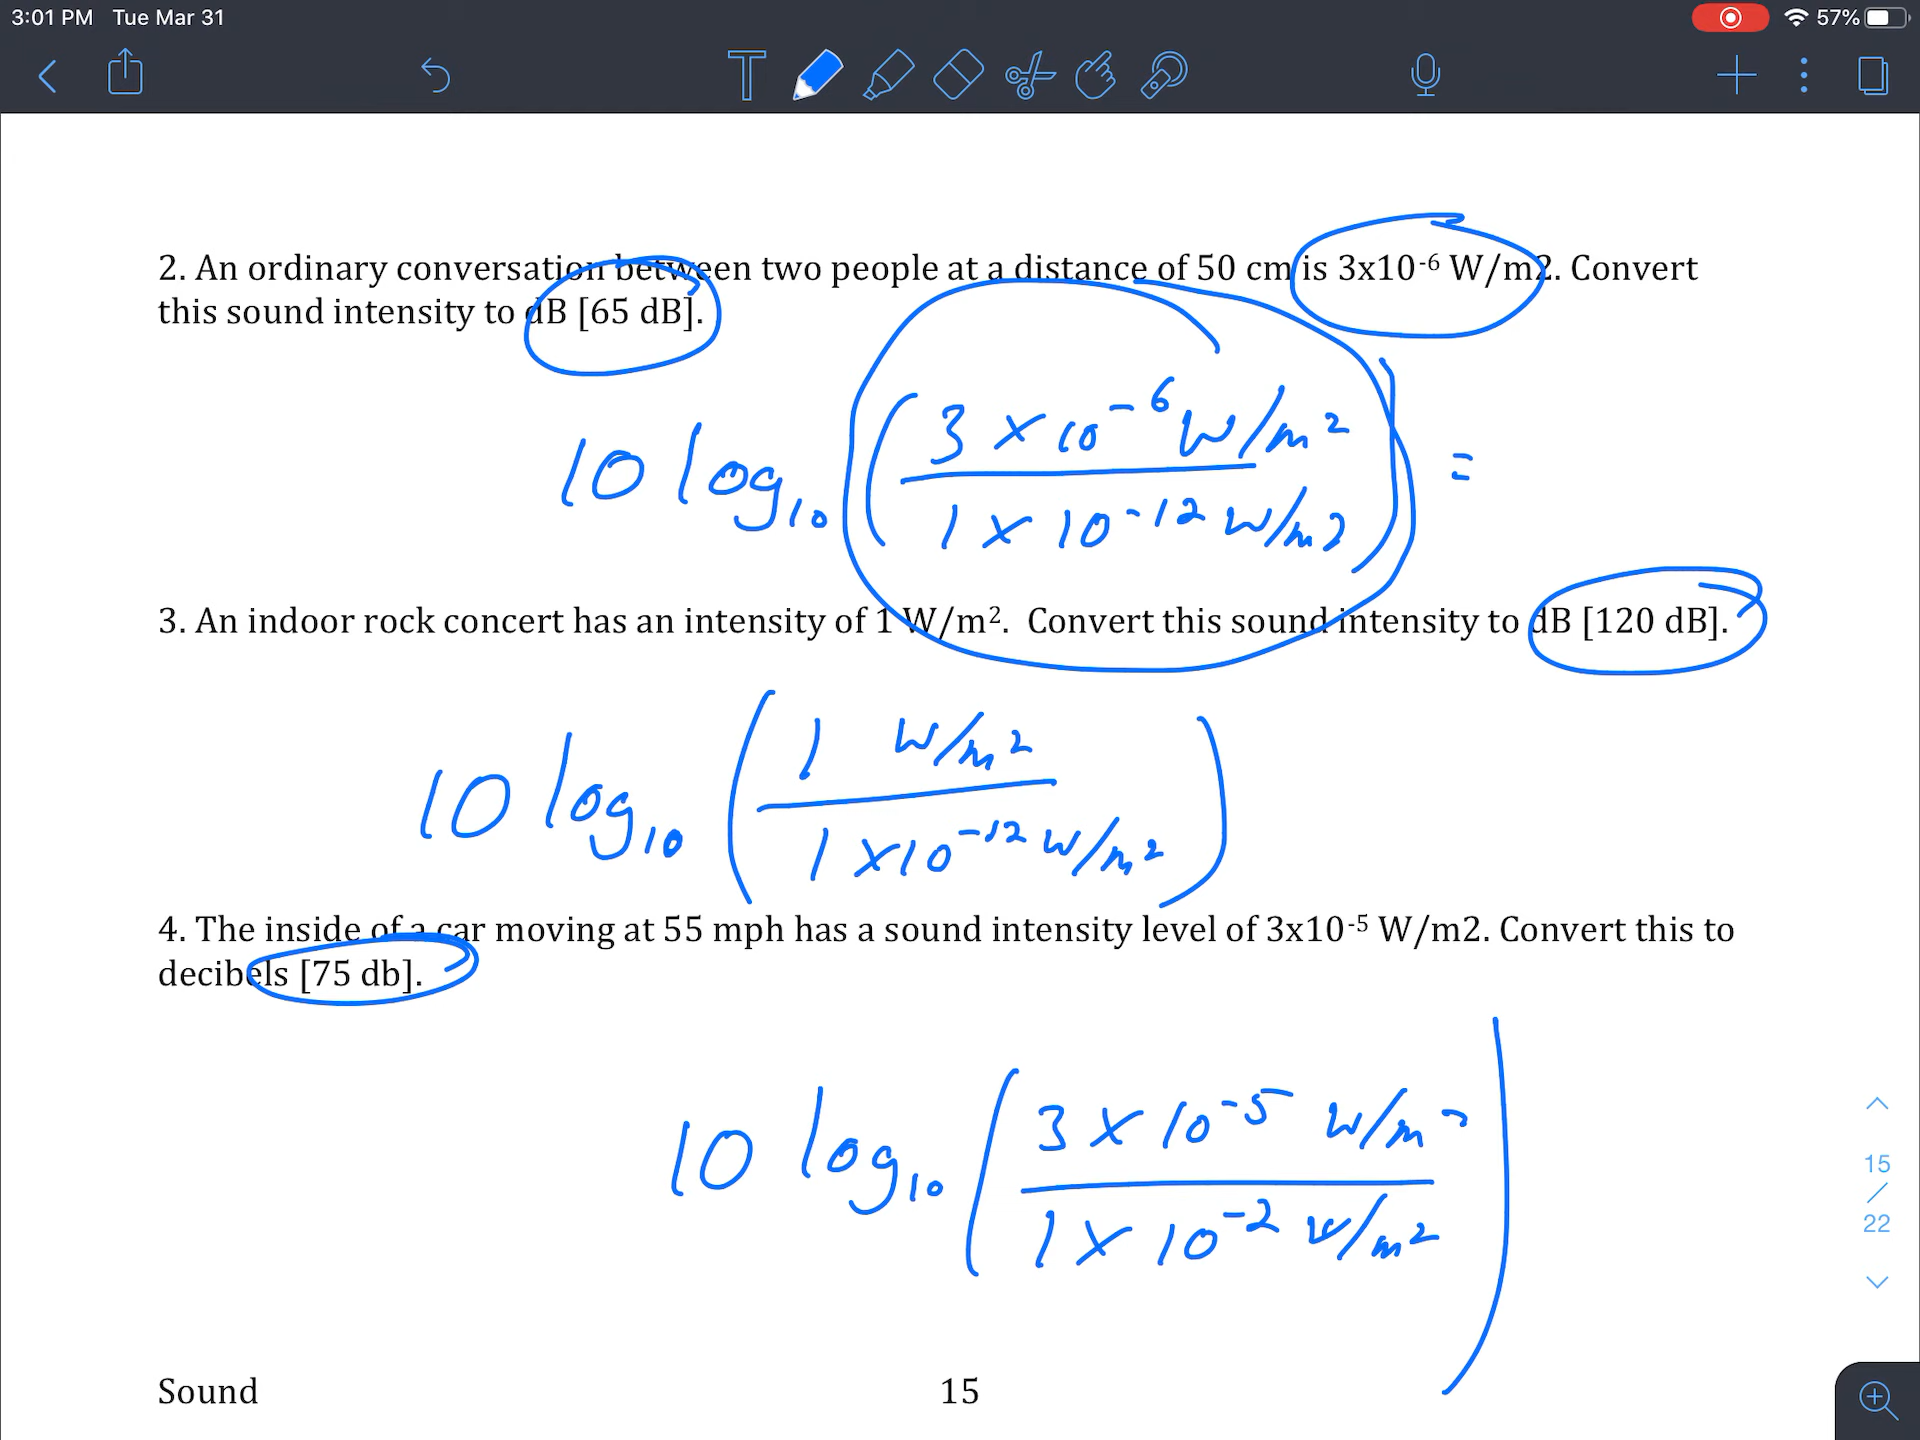 3:01 PM Tue Mar 31
57%
2. An ordinary conversation between two people at a distance of 50 cm is 3x10⁻⁶ W/m2. Convert
this sound intensity to dB [65 dB].
10 log₁₀ ( 3 × 10⁻⁶ W/m² / 1 × 10⁻¹² W/m² ) =
3. An indoor rock concert has an intensity of 1 W/m². Convert this sound intensity to dB [120 dB].
10 log₁₀ ( 1 W/m² / 1 ×10⁻¹² W/m² )
4. The inside of a car moving at 55 mph has a sound intensity level of 3x10⁻⁵ W/m2. Convert this to
decibels [75 db].
10 log₁₀ ( 3 × 10⁻⁵ W/m² / 1 × 10⁻² W/m² )
15
/
22
Sound 15